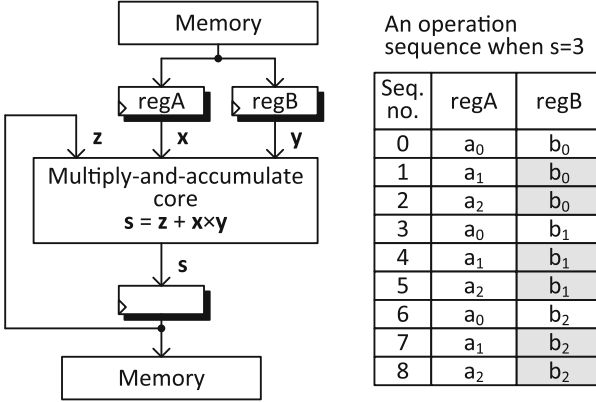 Memory
regA
regB
z
x
y
Multiply-and-accumulate
core
s = z + x×y
s
Memory
An operation
sequence when s=3
Seq. no. regA regB
0 a₀ b₀
1 a₁ b₀
2 a₂ b₀
3 a₀ b₁
4 a₁ b₁
5 a₂ b₁
6 a₀ b₂
7 a₁ b₂
8 a₂ b₂